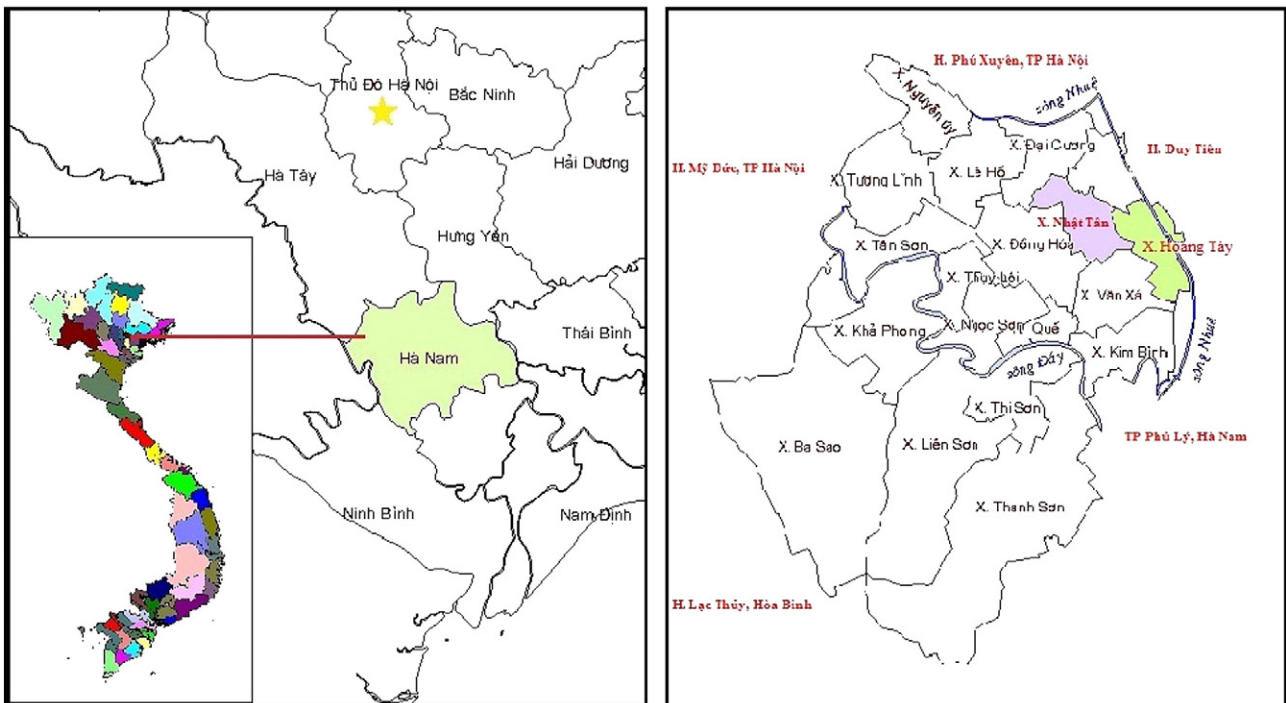 Thủ Đô Hà Nội
Bắc Ninh
Hải Dương
Hà Tây
Hưng Yên
Thái Bình
Hà Nam
Ninh Bình
Nam Định
H. Phú Xuyên, TP Hà Nội
X. Nguyễn úy
sông Nhuệ
X. Đại Cương
H. Duy Tiên
H. Mỹ Đức, TP Hà Nội
X. Tượng Lĩnh
X. Lê Hồ
X. Nhật Tân
X. Hoàng Tây
X. Tân Sơn
X. Đồng Hóa
X. Thụy Lôi
X. Văn Xá
X. Khả Phong
X. Ngọc Sơn
Quế
X. Kim Bình
sông Nhuệ
sông Đáy
X. Thi Sơn
TP Phủ Lý, Hà Nam
X. Ba Sao
X. Liên Sơn
X. Thanh Sơn
H. Lạc Thủy, Hòa Bình